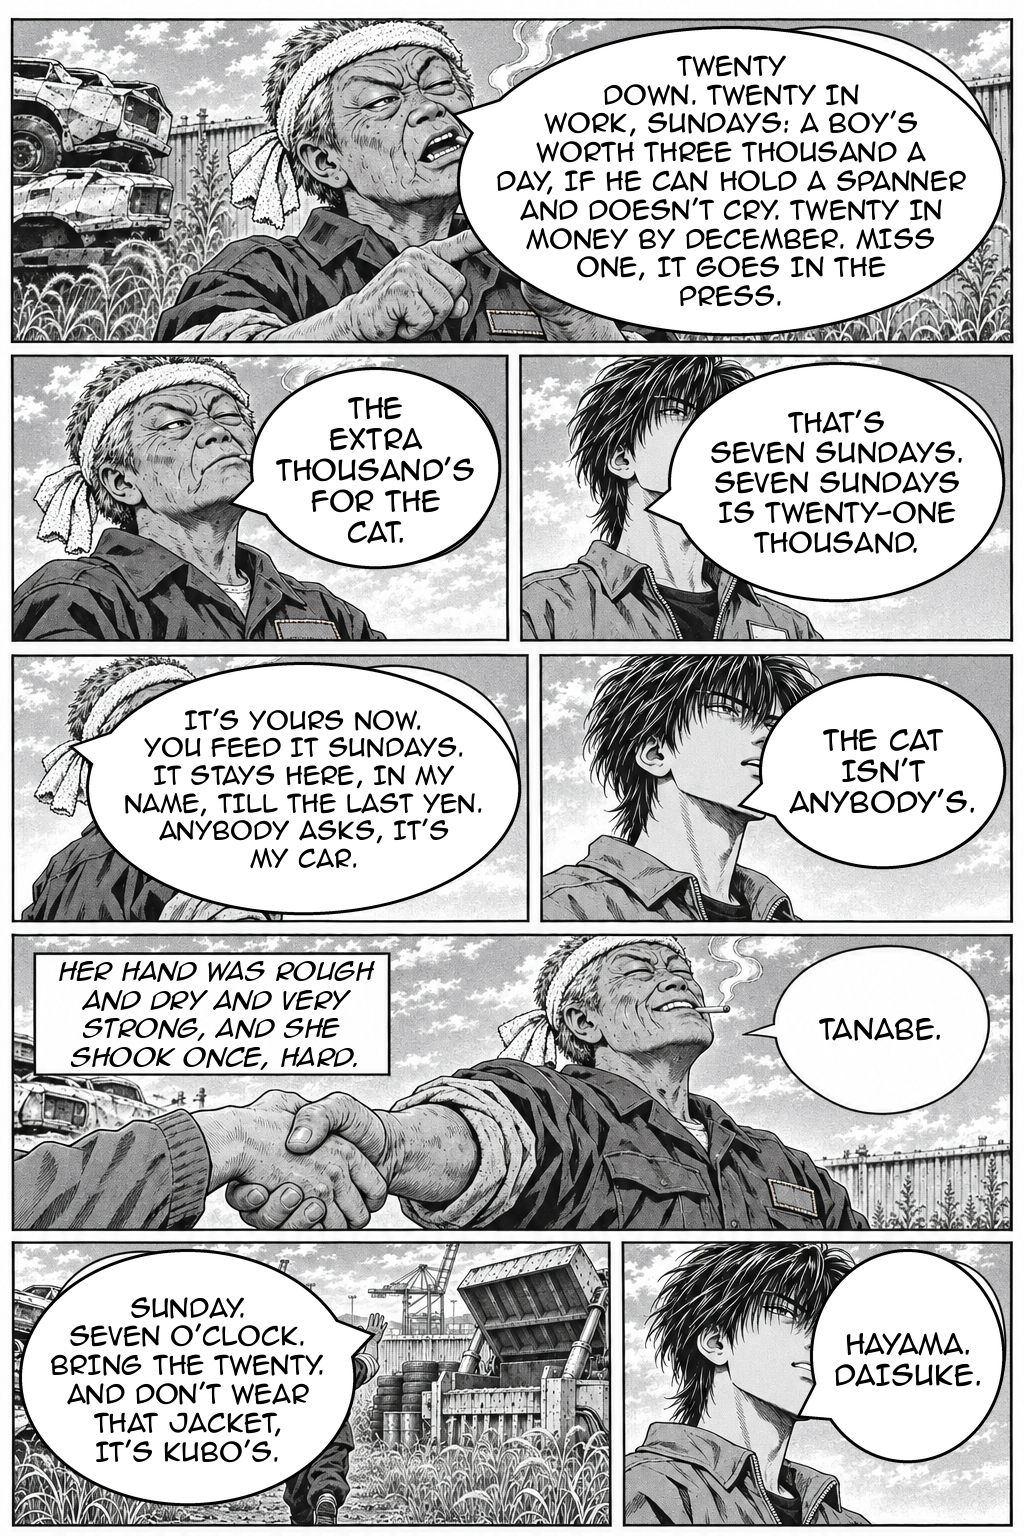 TWENTY
DOWN. TWENTY IN
WORK, SUNDAYS: A BOY'S
WORTH THREE THOUSAND A
DAY, IF HE CAN HOLD A SPANNER
AND DOESN'T CRY. TWENTY IN
MONEY BY DECEMBER. MISS
ONE, IT GOES IN THE
PRESS.
THE
EXTRA
THOUSAND'S
FOR THE
CAT.
THAT'S
SEVEN SUNDAYS.
SEVEN SUNDAYS
IS TWENTY-ONE
THOUSAND.
IT'S YOURS NOW.
YOU FEED IT SUNDAYS.
IT STAYS HERE, IN MY
NAME, TILL THE LAST YEN.
ANYBODY ASKS, IT'S
MY CAR.
THE CAT
ISN'T
ANYBODY'S.
HER HAND WAS ROUGH
AND DRY AND VERY
STRONG, AND SHE
SHOOK ONCE, HARD.
TANABE.
SUNDAY.
SEVEN O'CLOCK.
BRING THE TWENTY.
AND DON'T WEAR
THAT JACKET,
IT'S KUBO'S.
HAYAMA.
DAISUKE.